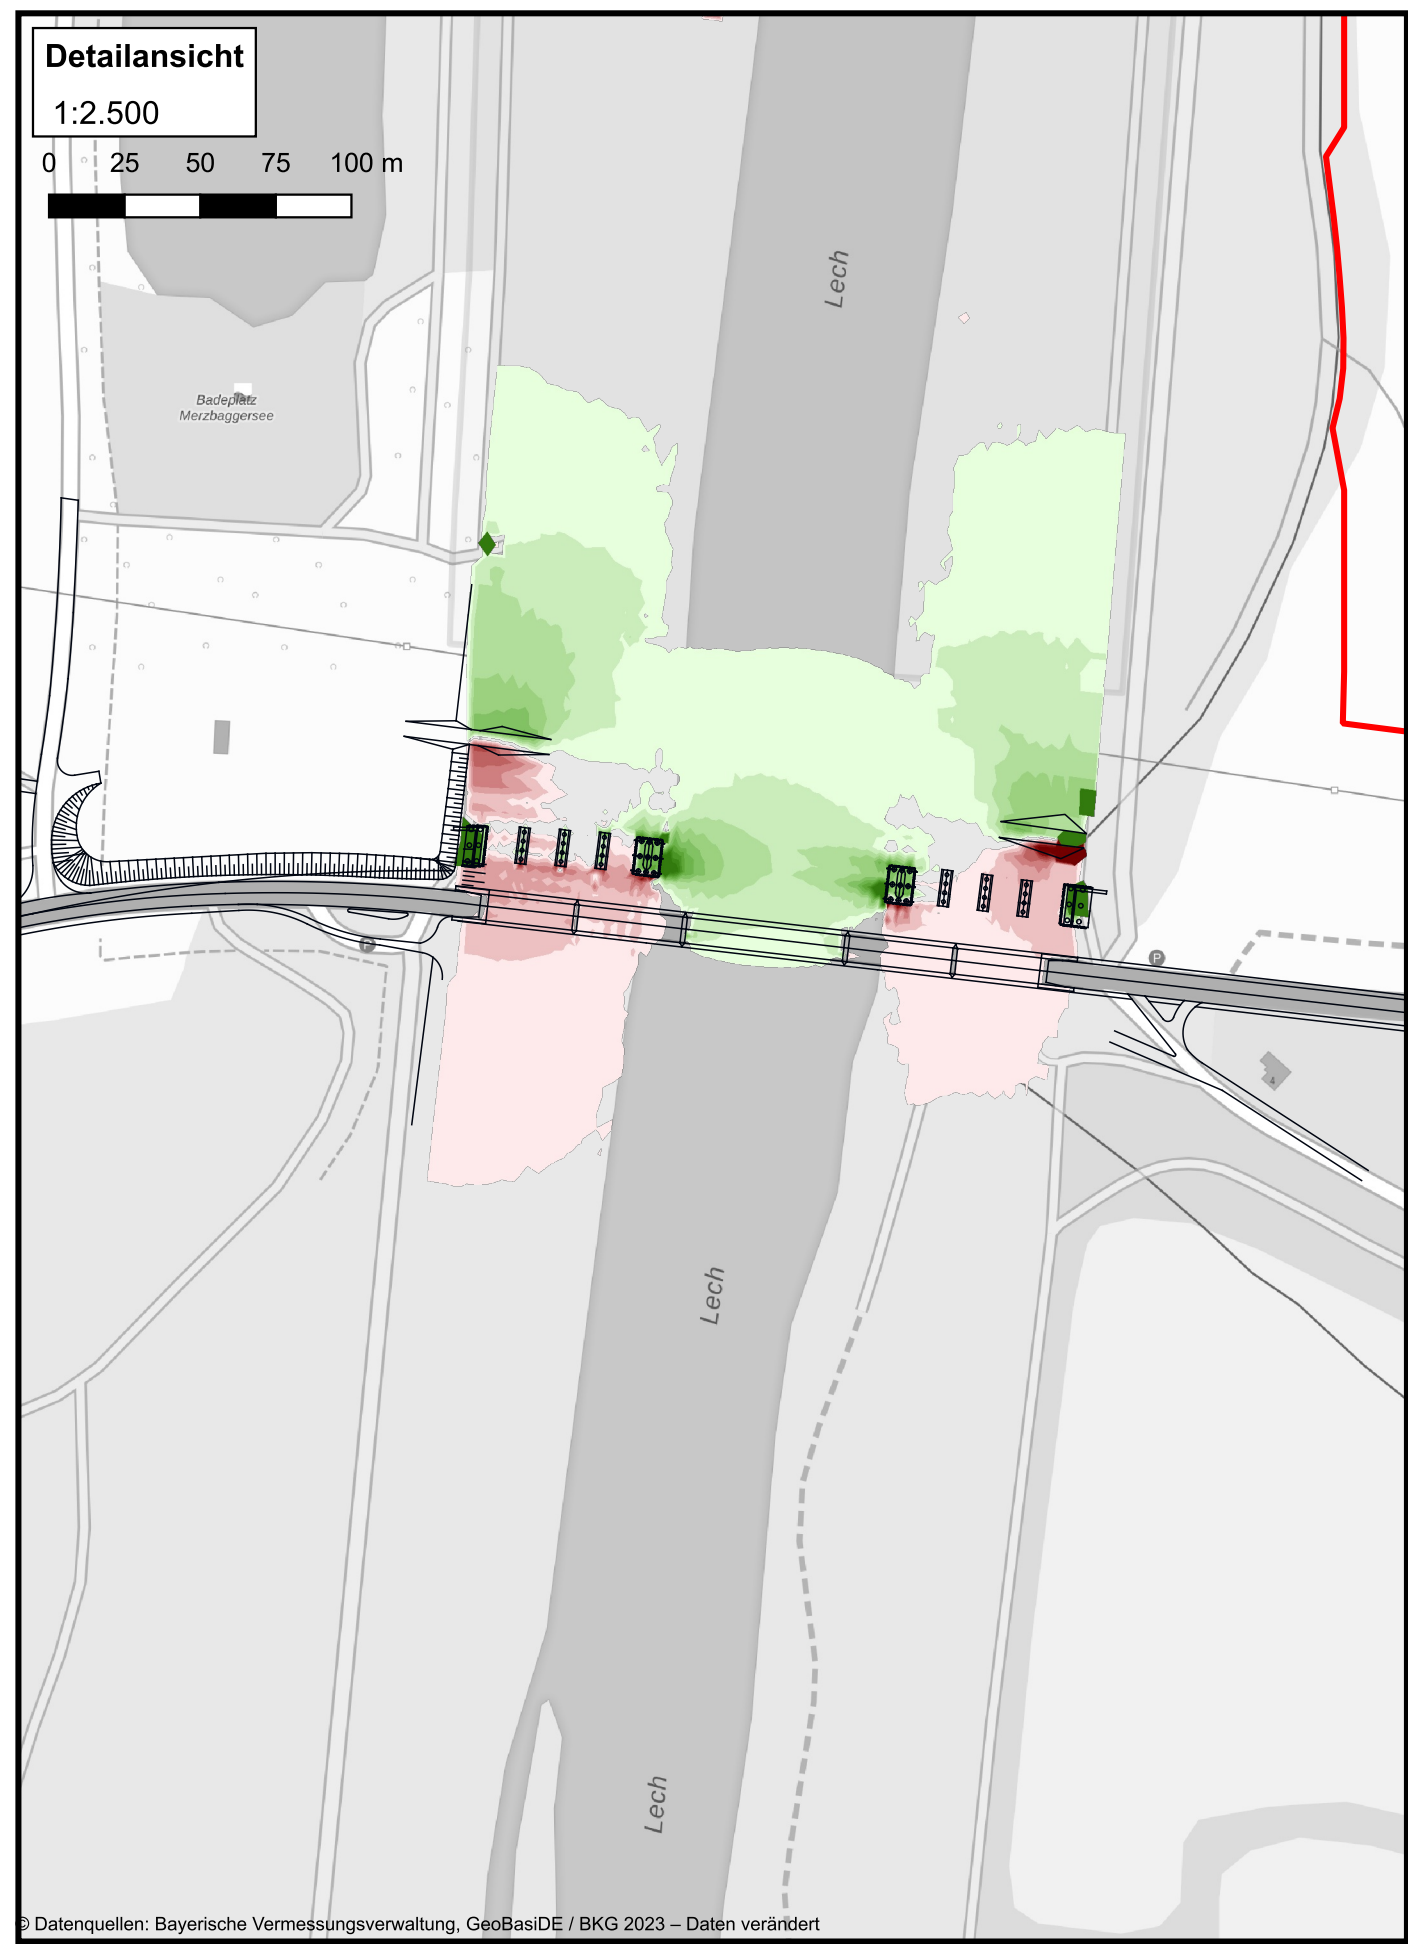 Detailansicht
1:2.500
0 25 50 75 100 m
Lech
Badeplatz
Merzbaggersee
P
P
4
Lech
Lech
© Datenquellen: Bayerische Vermessungsverwaltung, GeoBasiDE / BKG 2023 – Daten verändert